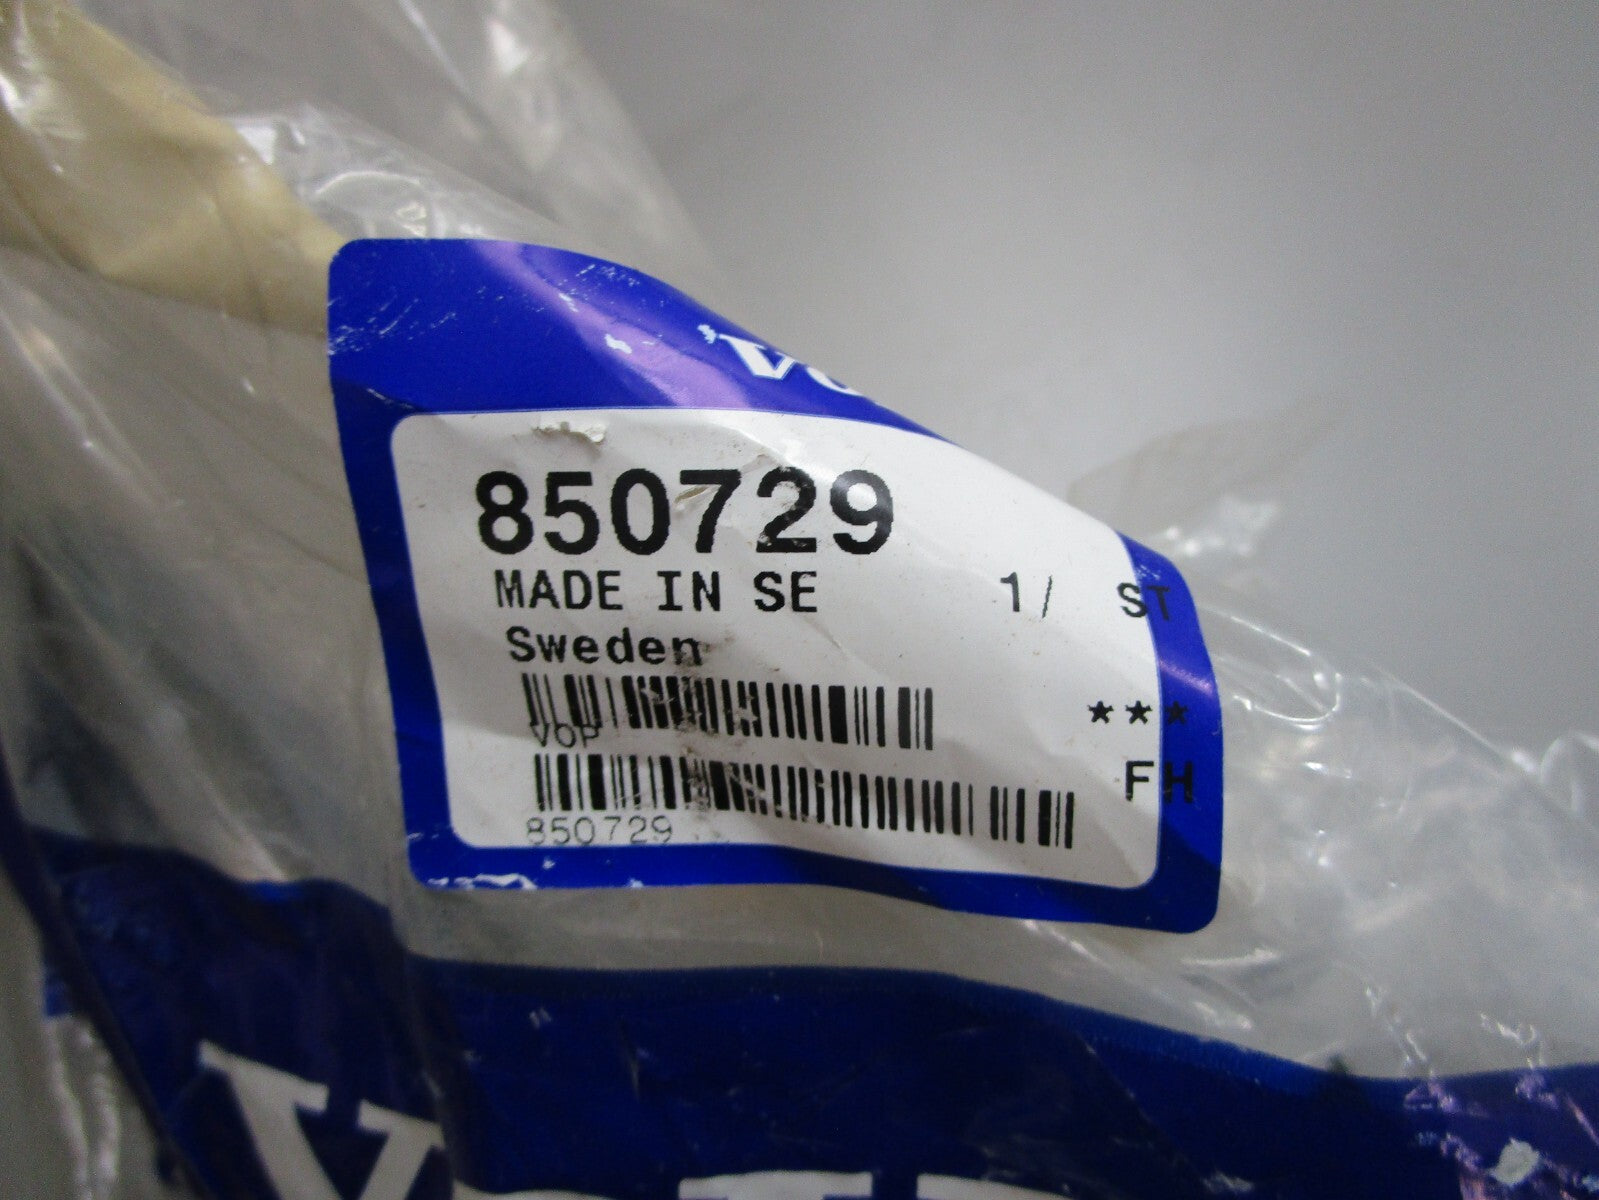 850729
MADE IN SE 1/ ST
Sweden
***
VOP
FH
850729